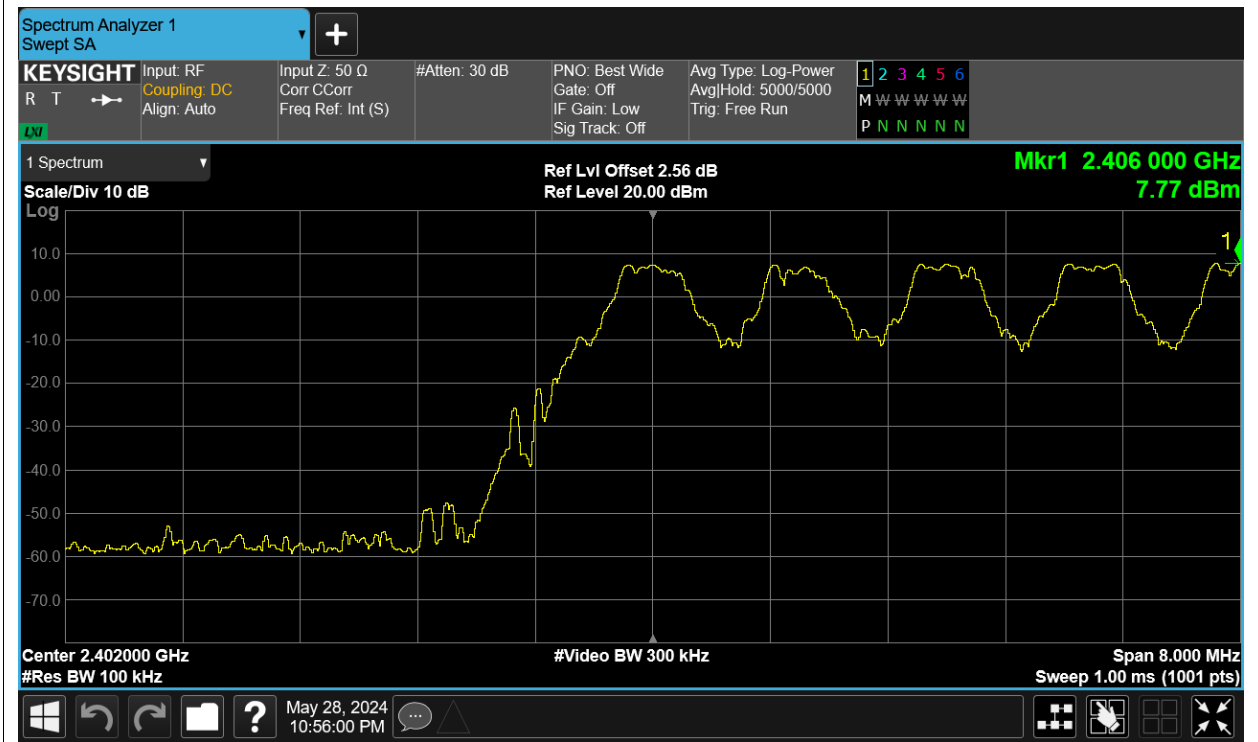 Spectrum Analyzer 1
Swept SA
+
KEYSIGHT
R T
LXI
Input: RF
Coupling: DC
Align: Auto
Input Z: 50 Ω
Corr CCorr
Freq Ref: Int (S)
#Atten: 30 dB
PNO: Best Wide
Gate: Off
IF Gain: Low
Sig Track: Off
Avg Type: Log-Power
Avg|Hold: 5000/5000
Trig: Free Run
1 2 3 4 5 6
M W W W W W
P N N N N N
1 Spectrum
Scale/Div 10 dB
Ref Lvl Offset 2.56 dB
Ref Level 20.00 dBm
Mkr1 2.406 000 GHz
7.77 dBm
Log
1
10.0
0.00
-10.0
-20.0
-30.0
-40.0
-50.0
-60.0
-70.0
Center 2.402000 GHz
#Res BW 100 kHz
#Video BW 300 kHz
Span 8.000 MHz
Sweep 1.00 ms (1001 pts)
?
May 28, 2024
10:56:00 PM